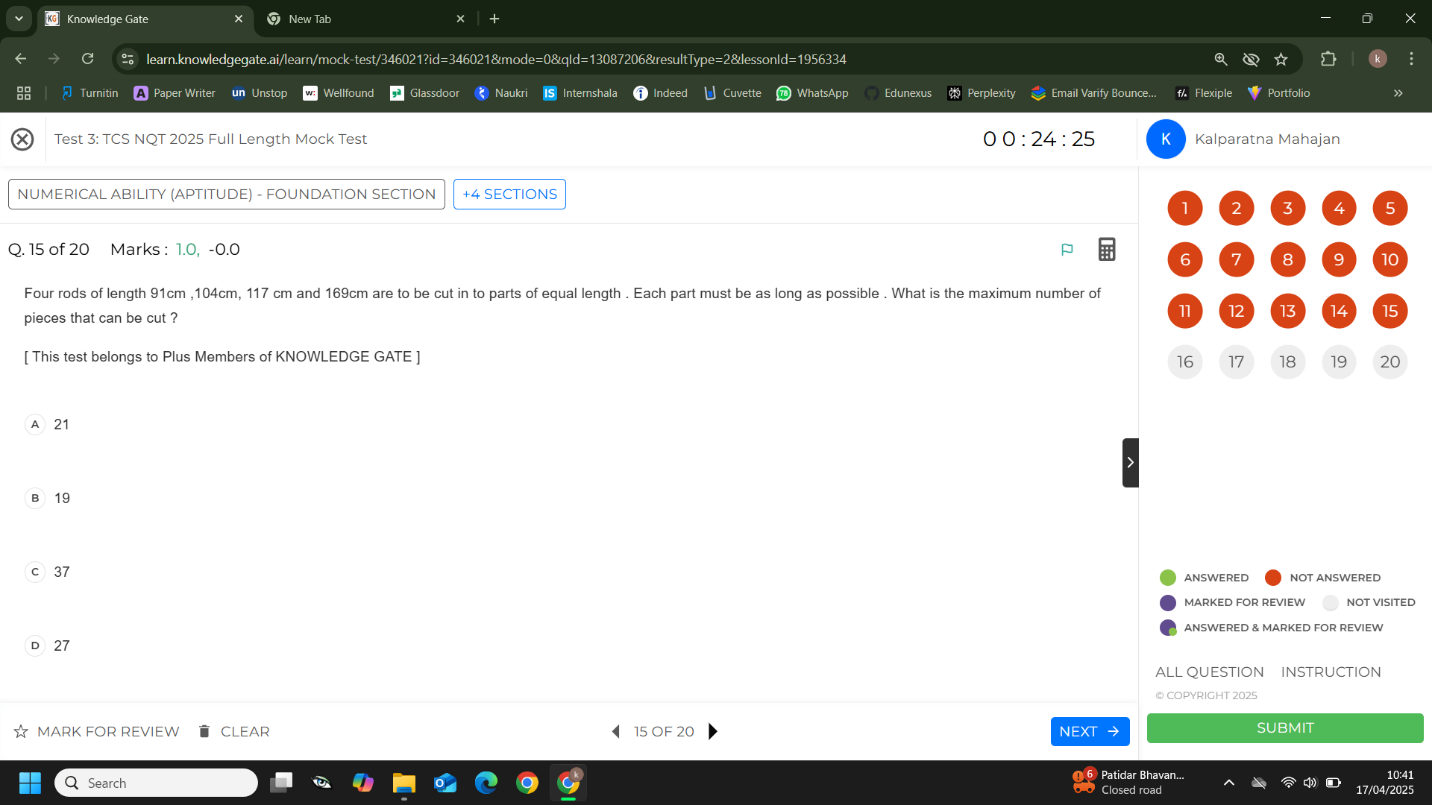 Knowledge Gate
New Tab
learn.knowledgegate.ai/learn/mock-test/346021?id=346021&mode=0&qId=13087206&resultType=2&lessonId=1956334
k
Turnitin
A Paper Writer
un Unstop
w: Wellfound
Glassdoor
Naukri
IS Internshala
Indeed
Cuvette
78 WhatsApp
Edunexus
Perplexity
Email Varify Bounce...
Flexiple
Portfolio
Test 3: TCS NQT 2025 Full Length Mock Test
00:24:25
K Kalparatna Mahajan
NUMERICAL ABILITY (APTITUDE) - FOUNDATION SECTION
+4 SECTIONS
Q. 15 of 20 Marks : 1.0, -0.0
Four rods of length 91cm ,104cm, 117 cm and 169cm are to be cut in to parts of equal length . Each part must be as long as possible . What is the maximum number of
pieces that can be cut ?
[ This test belongs to Plus Members of KNOWLEDGE GATE ]
A 21
B 19
C 37
D 27
MARK FOR REVIEW
CLEAR
15 OF 20
NEXT
1 2 3 4 5
6 7 8 9 10
11 12 13 14 15
16 17 18 19 20
ANSWERED NOT ANSWERED
MARKED FOR REVIEW NOT VISITED
ANSWERED & MARKED FOR REVIEW
ALL QUESTION INSTRUCTION
© COPYRIGHT 2025
SUBMIT
Search
6
Patidar Bhavan...
Closed road
10:41
17/04/2025